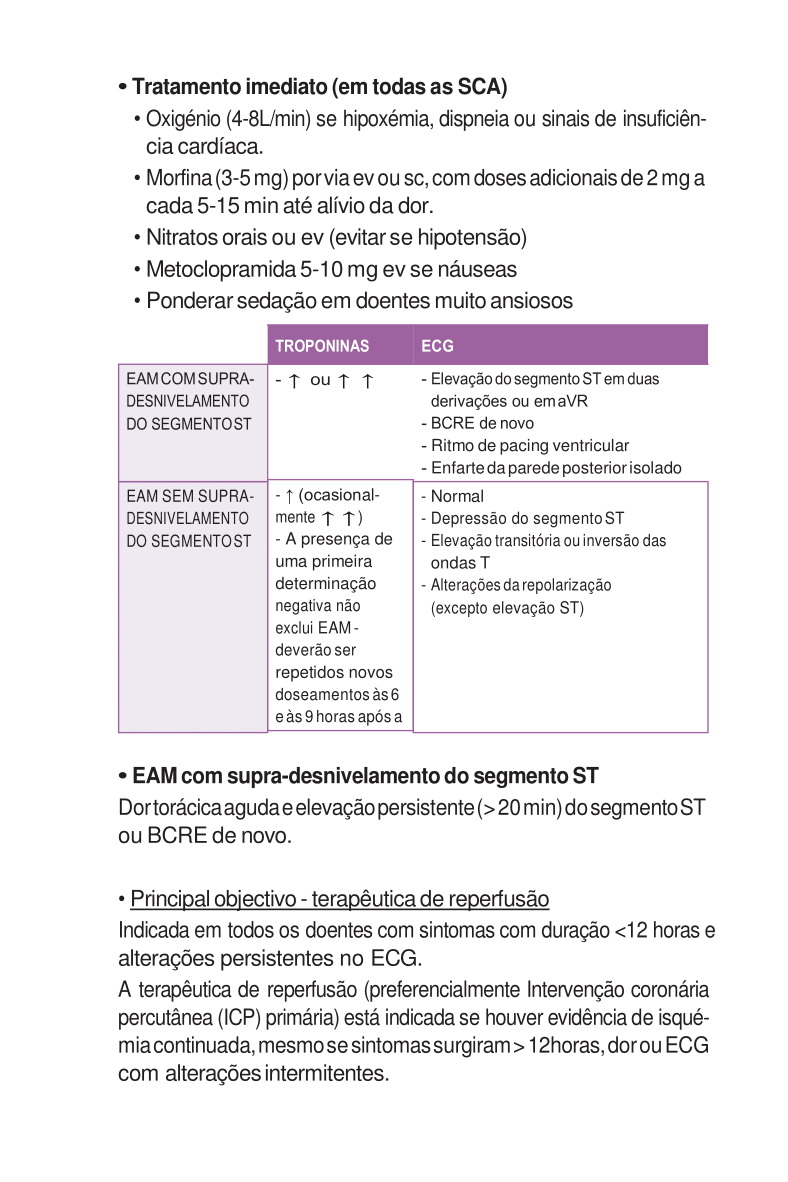 • Tratamento imediato (em todas as SCA)
• Oxigénio (4-8L/min) se hipoxémia, dispneia ou sinais de insuficiên-
cia cardíaca.
• Morfina (3-5 mg) por via ev ou sc, com doses adicionais de 2 mg a
cada 5-15 min até alívio da dor.
• Nitratos orais ou ev (evitar se hipotensão)
• Metoclopramida 5-10 mg ev se náuseas
• Ponderar sedação em doentes muito ansiosos
TROPONINAS
ECG
EAM COM SUPRA-
DESNIVELAMENTO
DO SEGMENTO ST
- ↑ ou ↑ ↑
- Elevação do segmento ST em duas
derivações ou em aVR
- BCRE de novo
- Ritmo de pacing ventricular
- Enfarte da parede posterior isolado
EAM SEM SUPRA-
DESNIVELAMENTO
DO SEGMENTO ST
- ↑ (ocasional-
mente ↑ ↑)
- A presença de
uma primeira
determinação
negativa não
exclui EAM -
deverão ser
repetidos novos
doseamentos às 6
e às 9 horas após a
- Normal
- Depressão do segmento ST
- Elevação transitória ou inversão das
ondas T
- Alterações da repolarização
(excepto elevação ST)
• EAM com supra-desnivelamento do segmento ST
Dor torácica aguda e elevação persistente (> 20 min) do segmento ST
ou BCRE de novo.
• Principal objectivo - terapêutica de reperfusão
Indicada em todos os doentes com sintomas com duração <12 horas e
alterações persistentes no ECG.
A terapêutica de reperfusão (preferencialmente Intervenção coronária
percutânea (ICP) primária) está indicada se houver evidência de isqué-
mia continuada, mesmo se sintomas surgiram > 12horas, dor ou ECG
com alterações intermitentes.